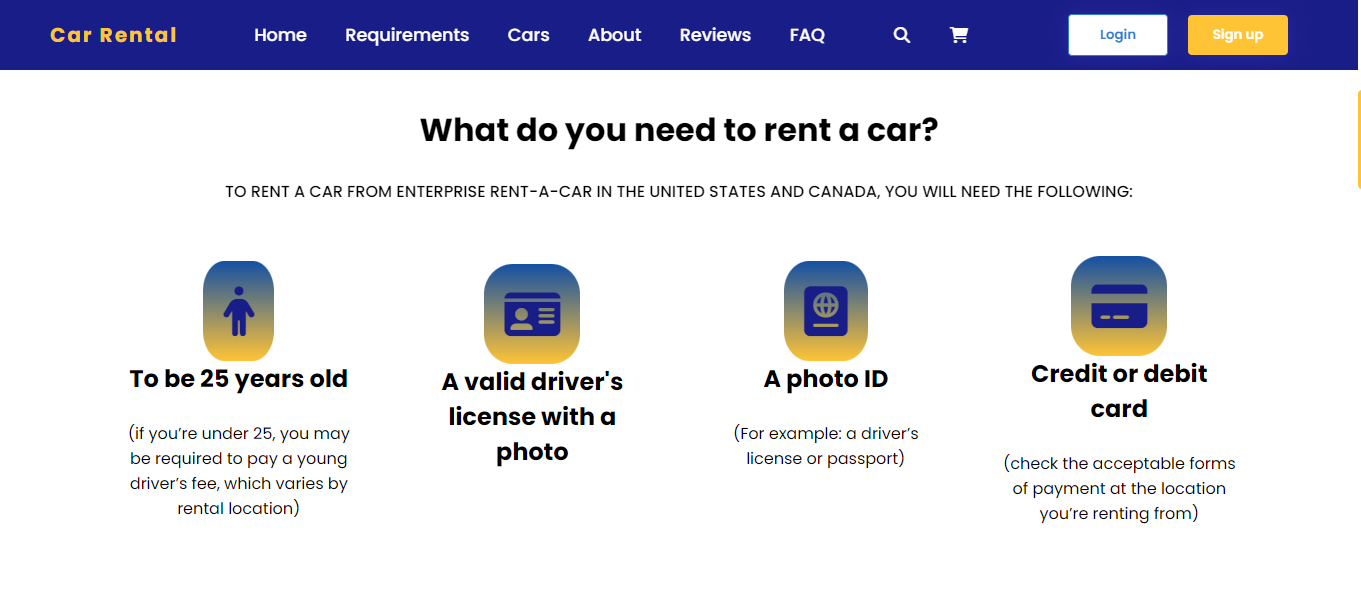 Car Rental
Home
Requirements
Cars
About
Reviews
FAQ
Login
Sign up
What do you need to rent a car?
TO RENT A CAR FROM ENTERPRISE RENT-A-CAR IN THE UNITED STATES AND CANADA, YOU WILL NEED THE FOLLOWING:
To be 25 years old
(if you’re under 25, you may
be required to pay a young
driver’s fee, which varies by
rental location)
A valid driver's
license with a
photo
A photo ID
(For example: a driver’s
license or passport)
Credit or debit
card
(check the acceptable forms
of payment at the location
you’re renting from)